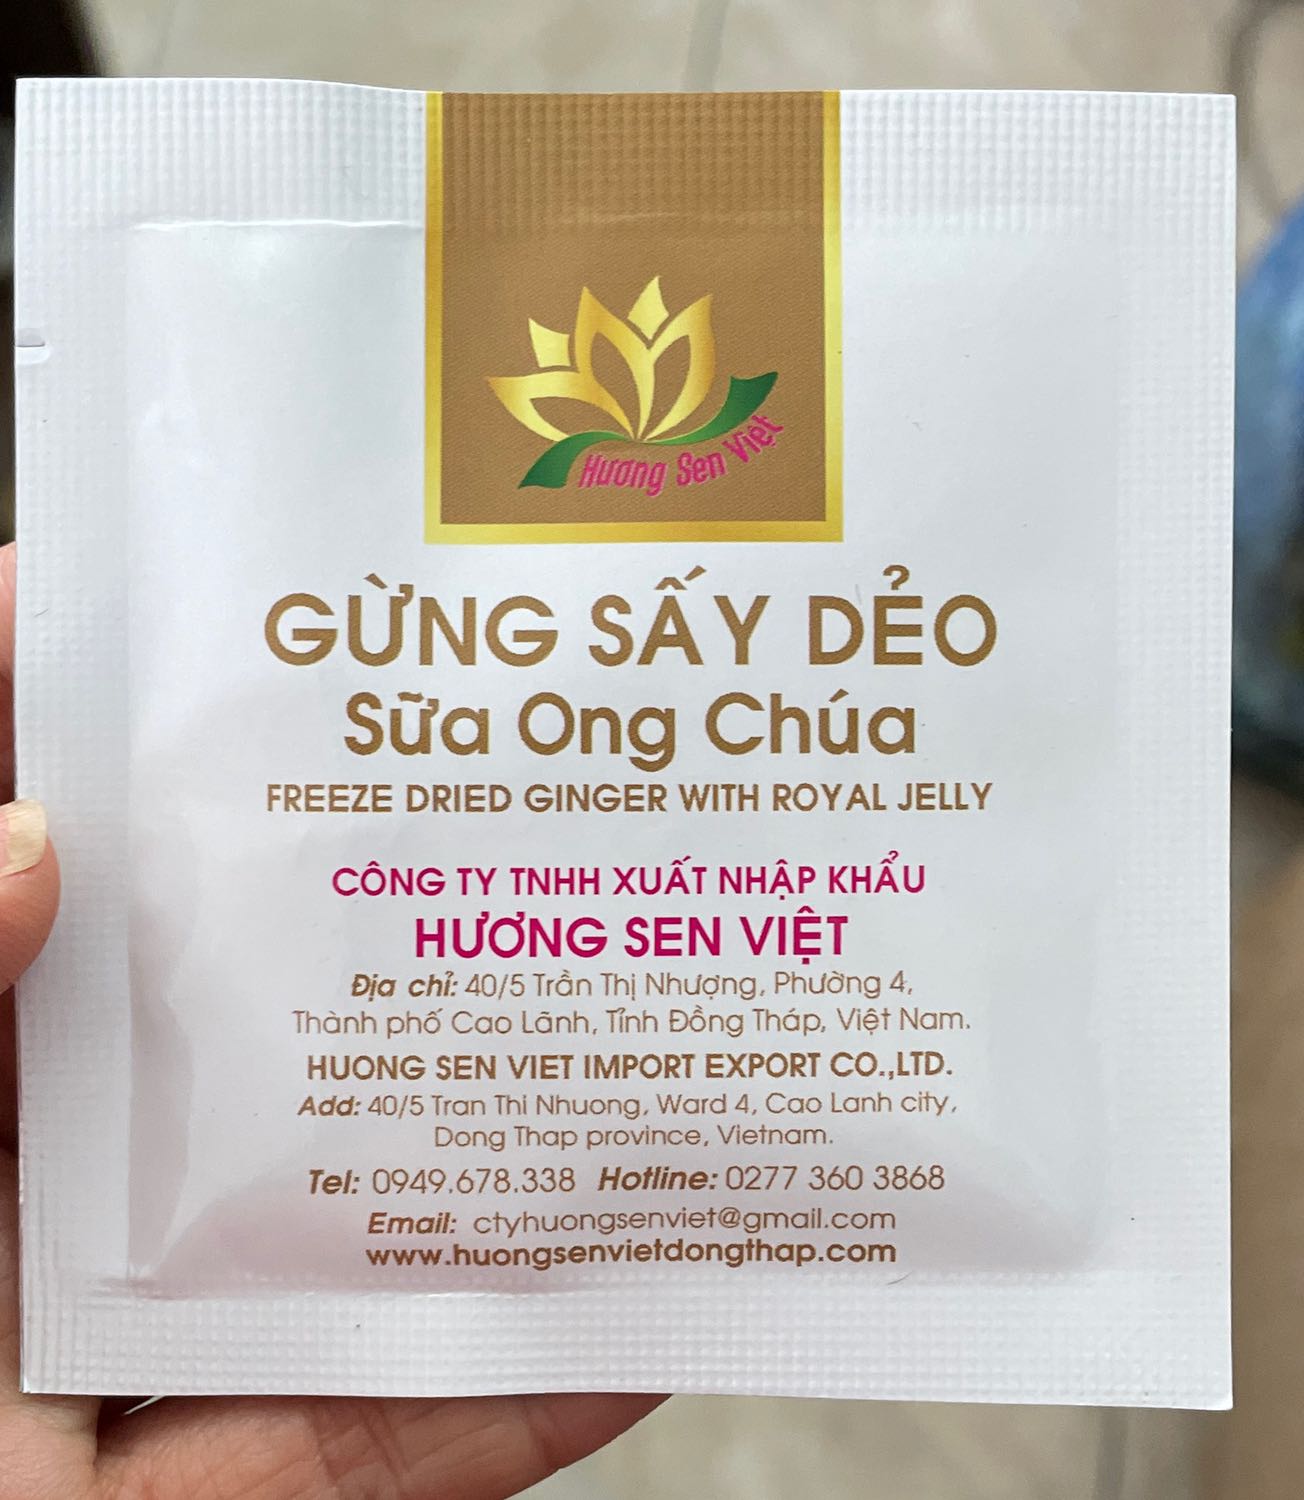 Hương Sen Việt
GỪNG SẤY DẺO
Sữa Ong Chúa
FREEZE DRIED GINGER WITH ROYAL JELLY
CÔNG TY TNHH XUẤT NHẬP KHẨU
HƯƠNG SEN VIỆT
Địa chỉ: 40/5 Trần Thị Nhượng, Phường 4,
Thành phố Cao Lãnh, Tỉnh Đồng Tháp, Việt Nam.
HUONG SEN VIET IMPORT EXPORT CO.,LTD.
Add: 40/5 Tran Thi Nhuong, Ward 4, Cao Lanh city,
Dong Thap province, Vietnam.
Tel: 0949.678.338 Hotline: 0277 360 3868
Email: ctyhuongsenviet@gmail.com
www.huongsenvietdongthap.com